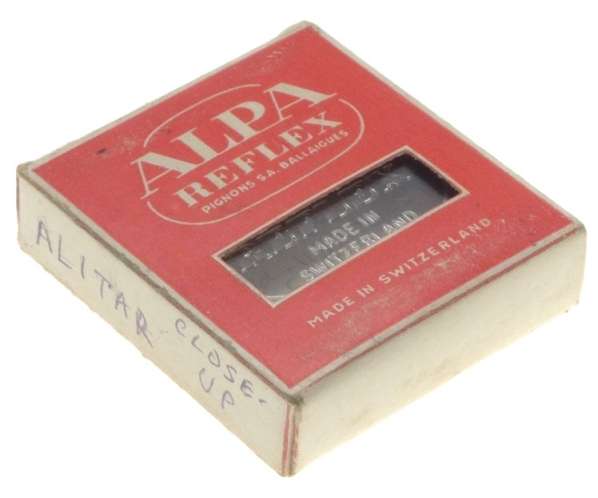 ALPA
REFLEX
PIGNONS S.A. BALLAIGUES
MADE IN
SWITZERLAND
MADE IN SWITZERLAND
ALITAR CLOSE-
UP